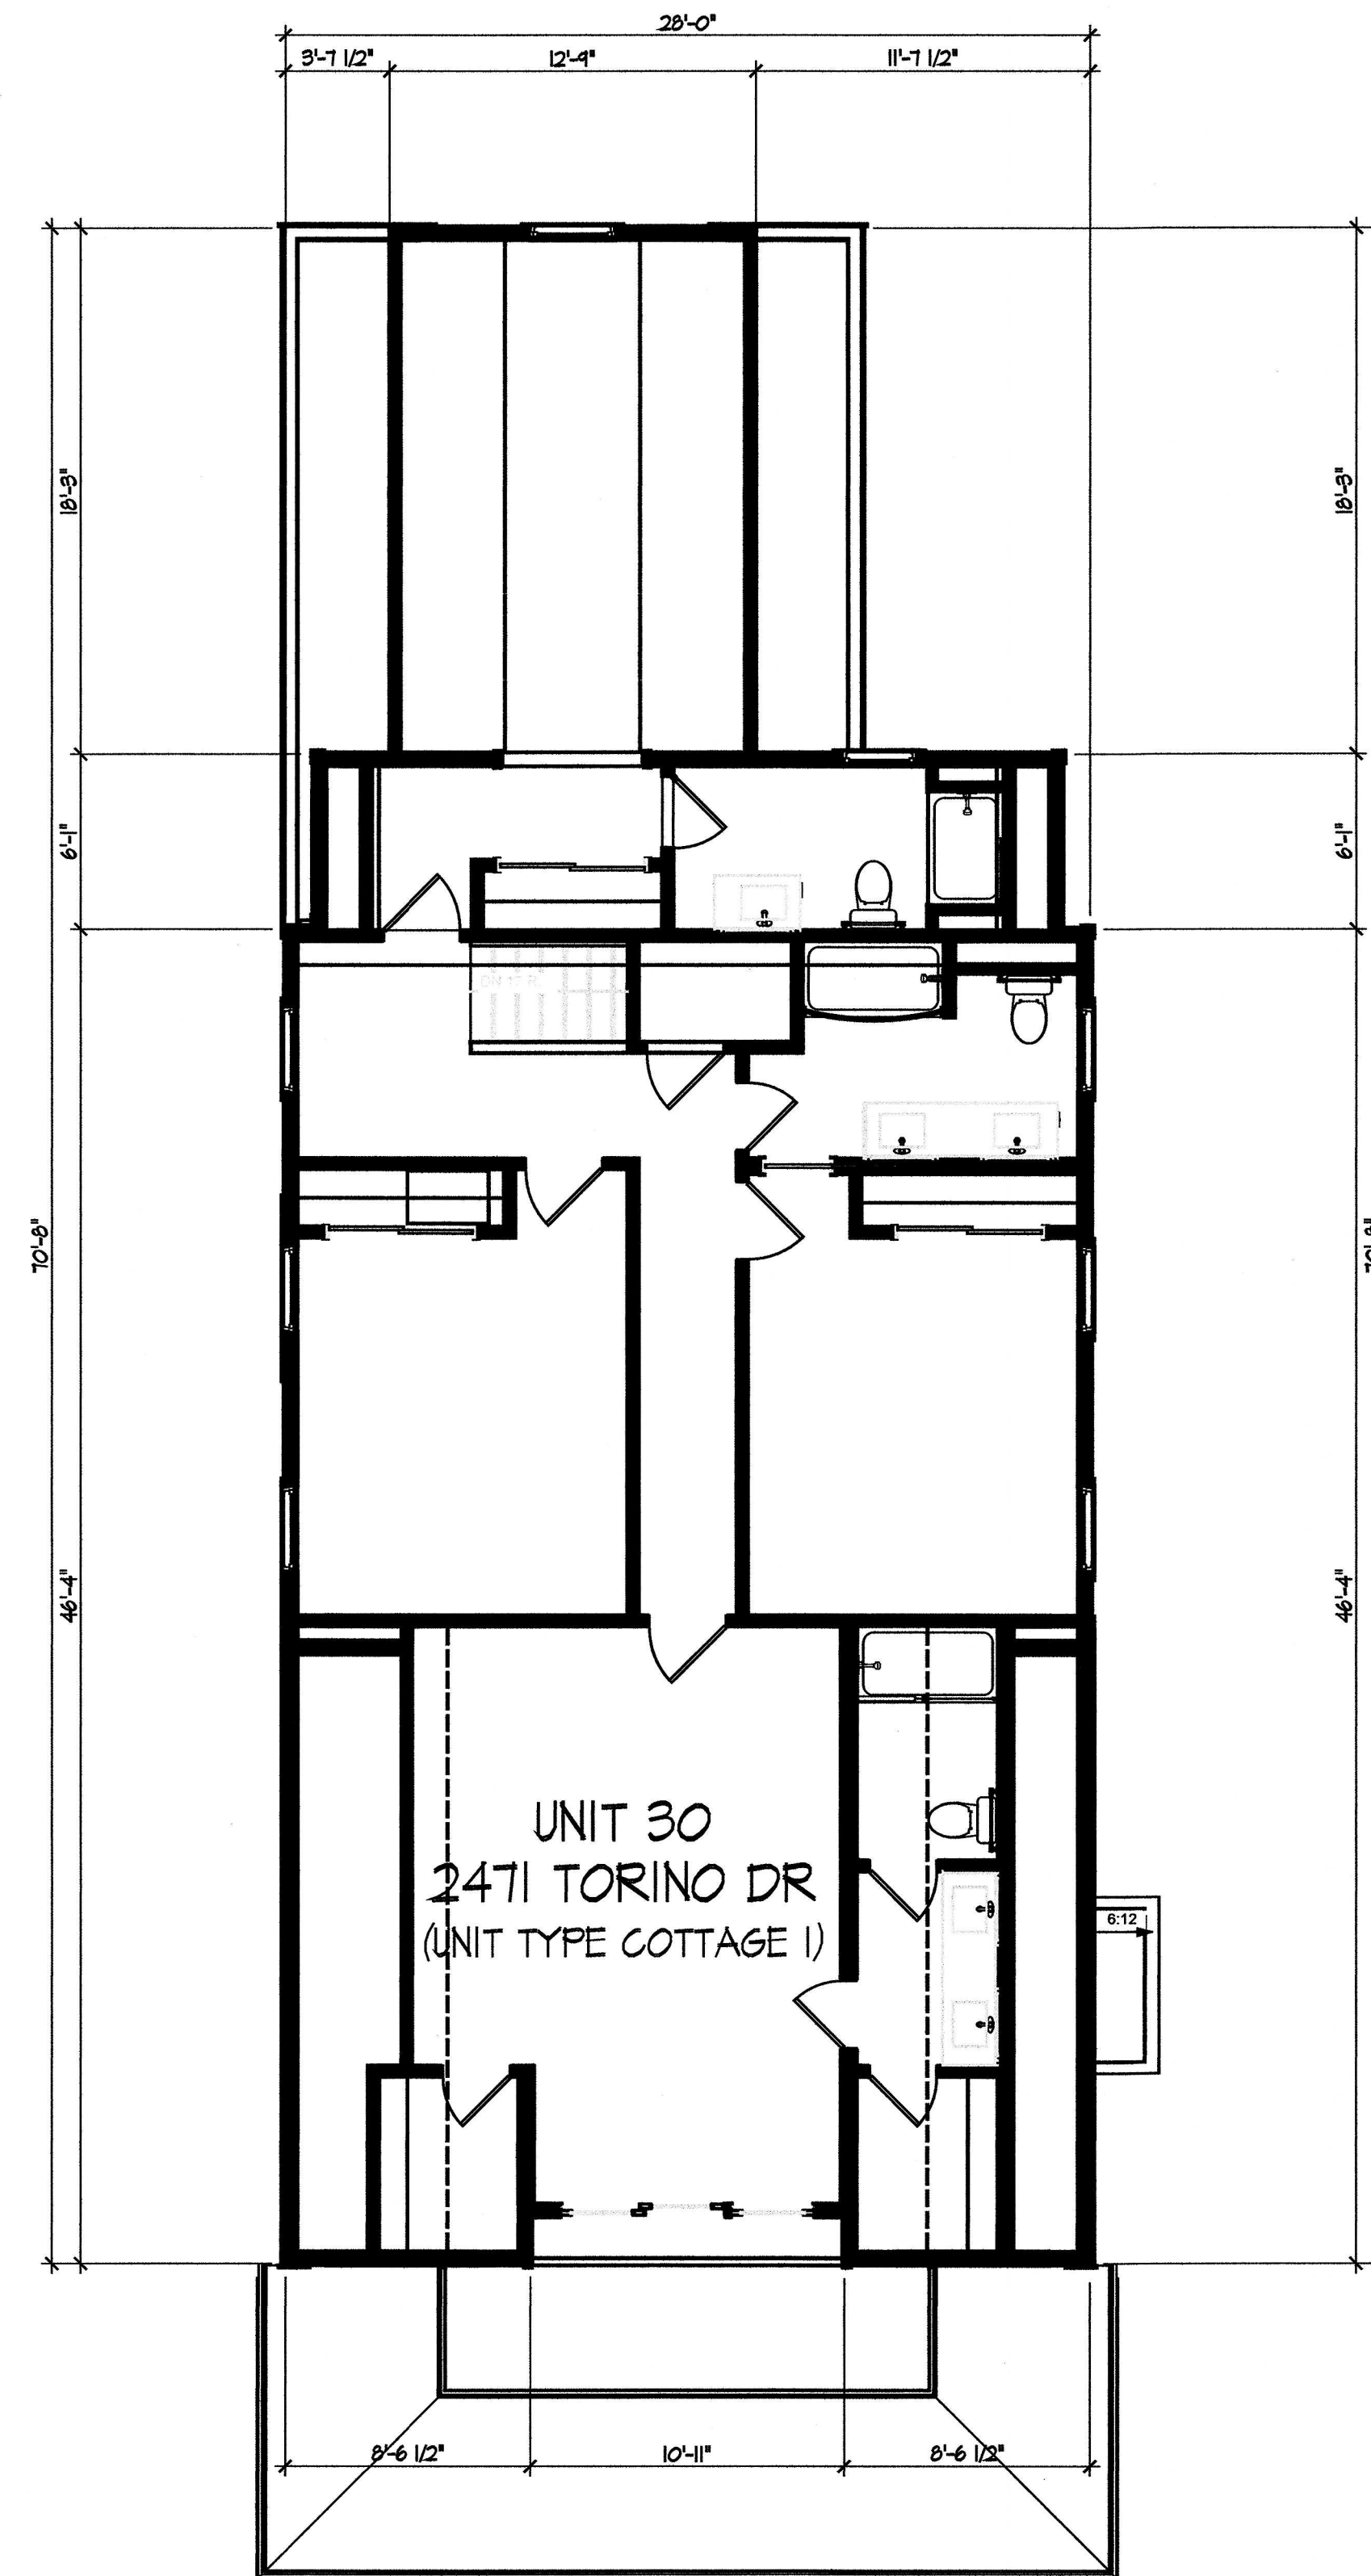 28'-0"
3'-7 1/2" 12'-9" 11'-7 1/2"
18'-3" 18'-3"
6'-1" 6'-1"
70'-8"
46'-4" 46'-4"
UNIT 30
2471 TORINO DR
(UNIT TYPE COTTAGE 1)
6:12
8'-6 1/2" 10'-11" 8'-6 1/2"